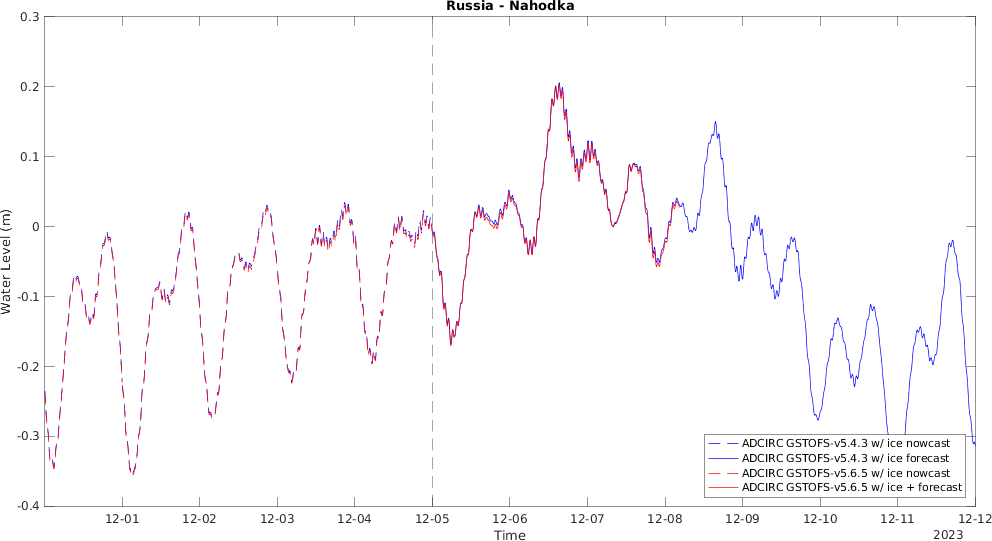 Russia - Nahodka
0.3
0.2
0.1
0
-0.1
-0.2
-0.3
-0.4
Water Level (m)
12-01 12-02 12-03 12-04 12-05 12-06 12-07 12-08 12-09 12-10 12-11 12-12
Time
2023
ADCIRC GSTOFS-v5.4.3 w/ ice nowcast
ADCIRC GSTOFS-v5.4.3 w/ ice forecast
ADCIRC GSTOFS-v5.6.5 w/ ice nowcast
ADCIRC GSTOFS-v5.6.5 w/ ice + forecast